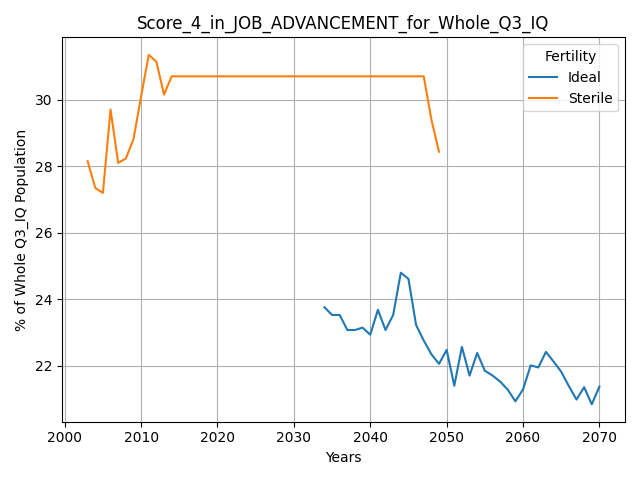 Score_4_in_JOB_ADVANCEMENT_for_Whole_Q3_IQ
Fertility
Ideal
Sterile
% of Whole Q3_IQ Population
30
28
26
24
22
2000 2010 2020 2030 2040 2050 2060 2070
Years